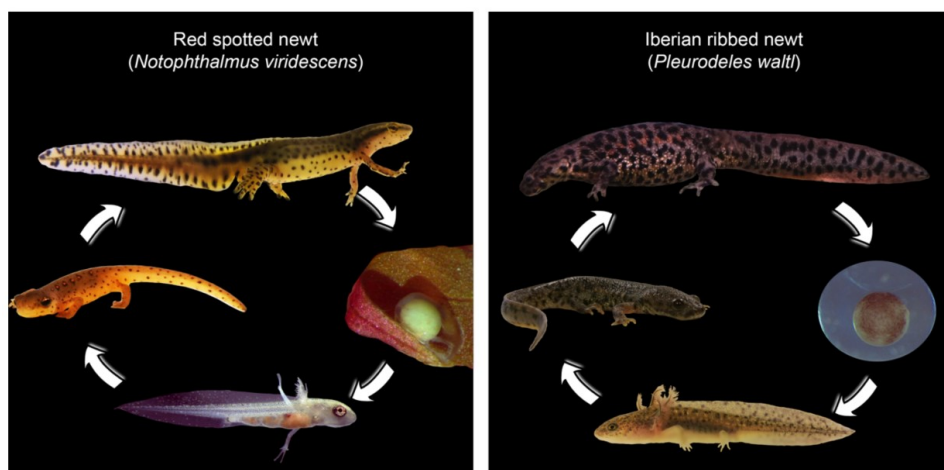 Red spotted newt
(Notophthalmus viridescens)
Iberian ribbed newt
(Pleurodeles waltl)